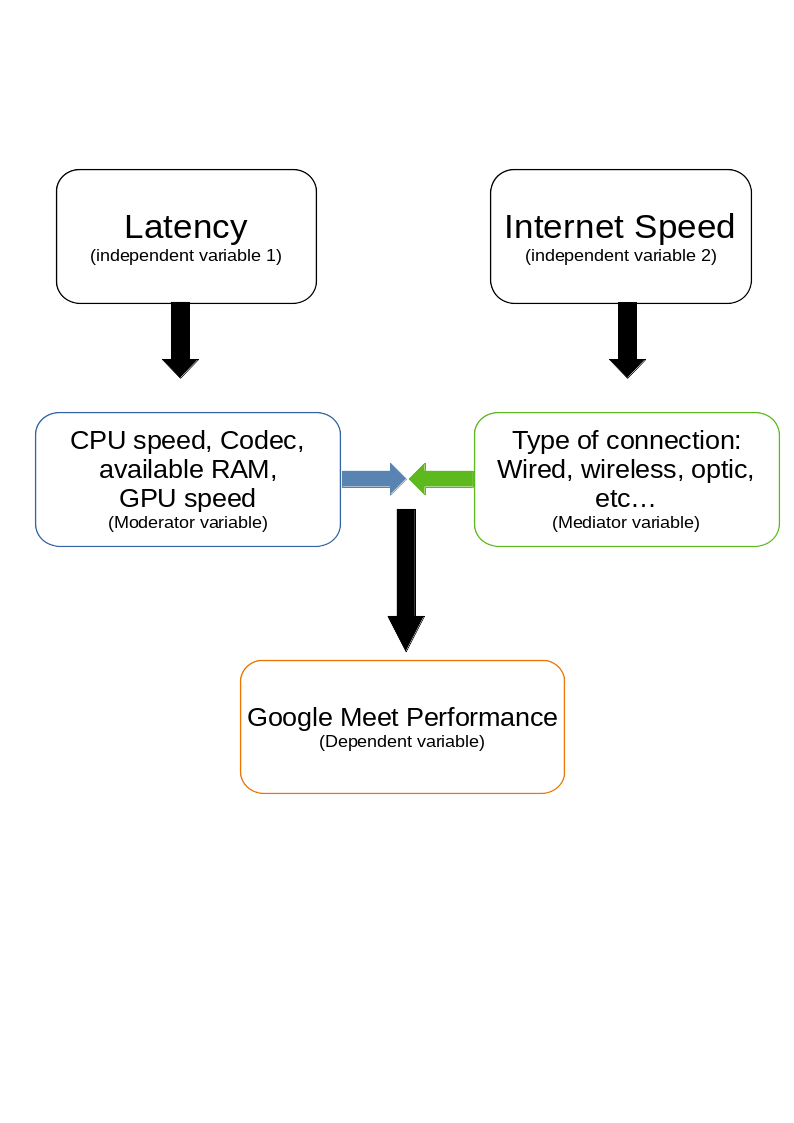 Latency
(independent variable 1)
Internet Speed
(independent variable 2)
CPU speed, Codec,
available RAM,
GPU speed
(Moderator variable)
Type of connection:
Wired, wireless, optic,
etc…
(Mediator variable)
Google Meet Performance
(Dependent variable)